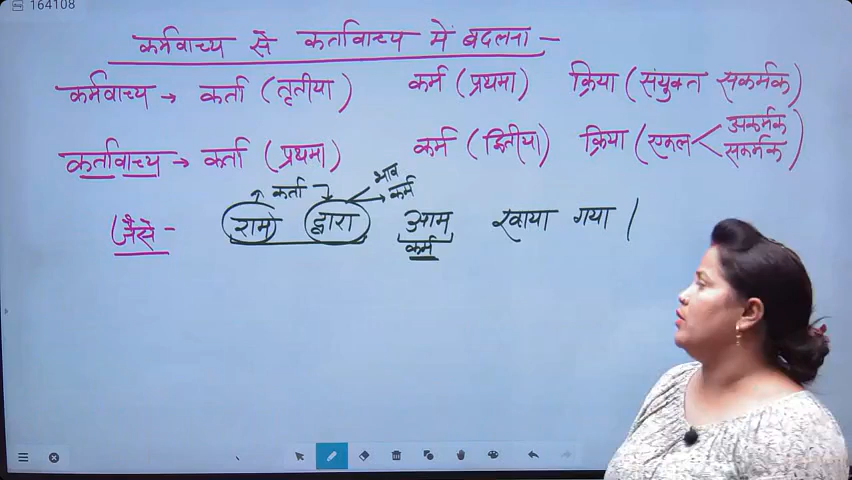 164108
कर्मवाच्य से कर्तावाच्य में बदलना –
कर्मवाच्य → कर्ता (तृतीया) कर्म (प्रथमा) क्रिया (संयुक्त सकर्मक)
कर्तावाच्य → कर्ता (प्रथमा) कर्म (द्वितीया) क्रिया (एकल < अकर्मक सकर्मक)
कर्ता भाव कर्म
जैसे - राम द्वारा आम खाया गया |
कर्म